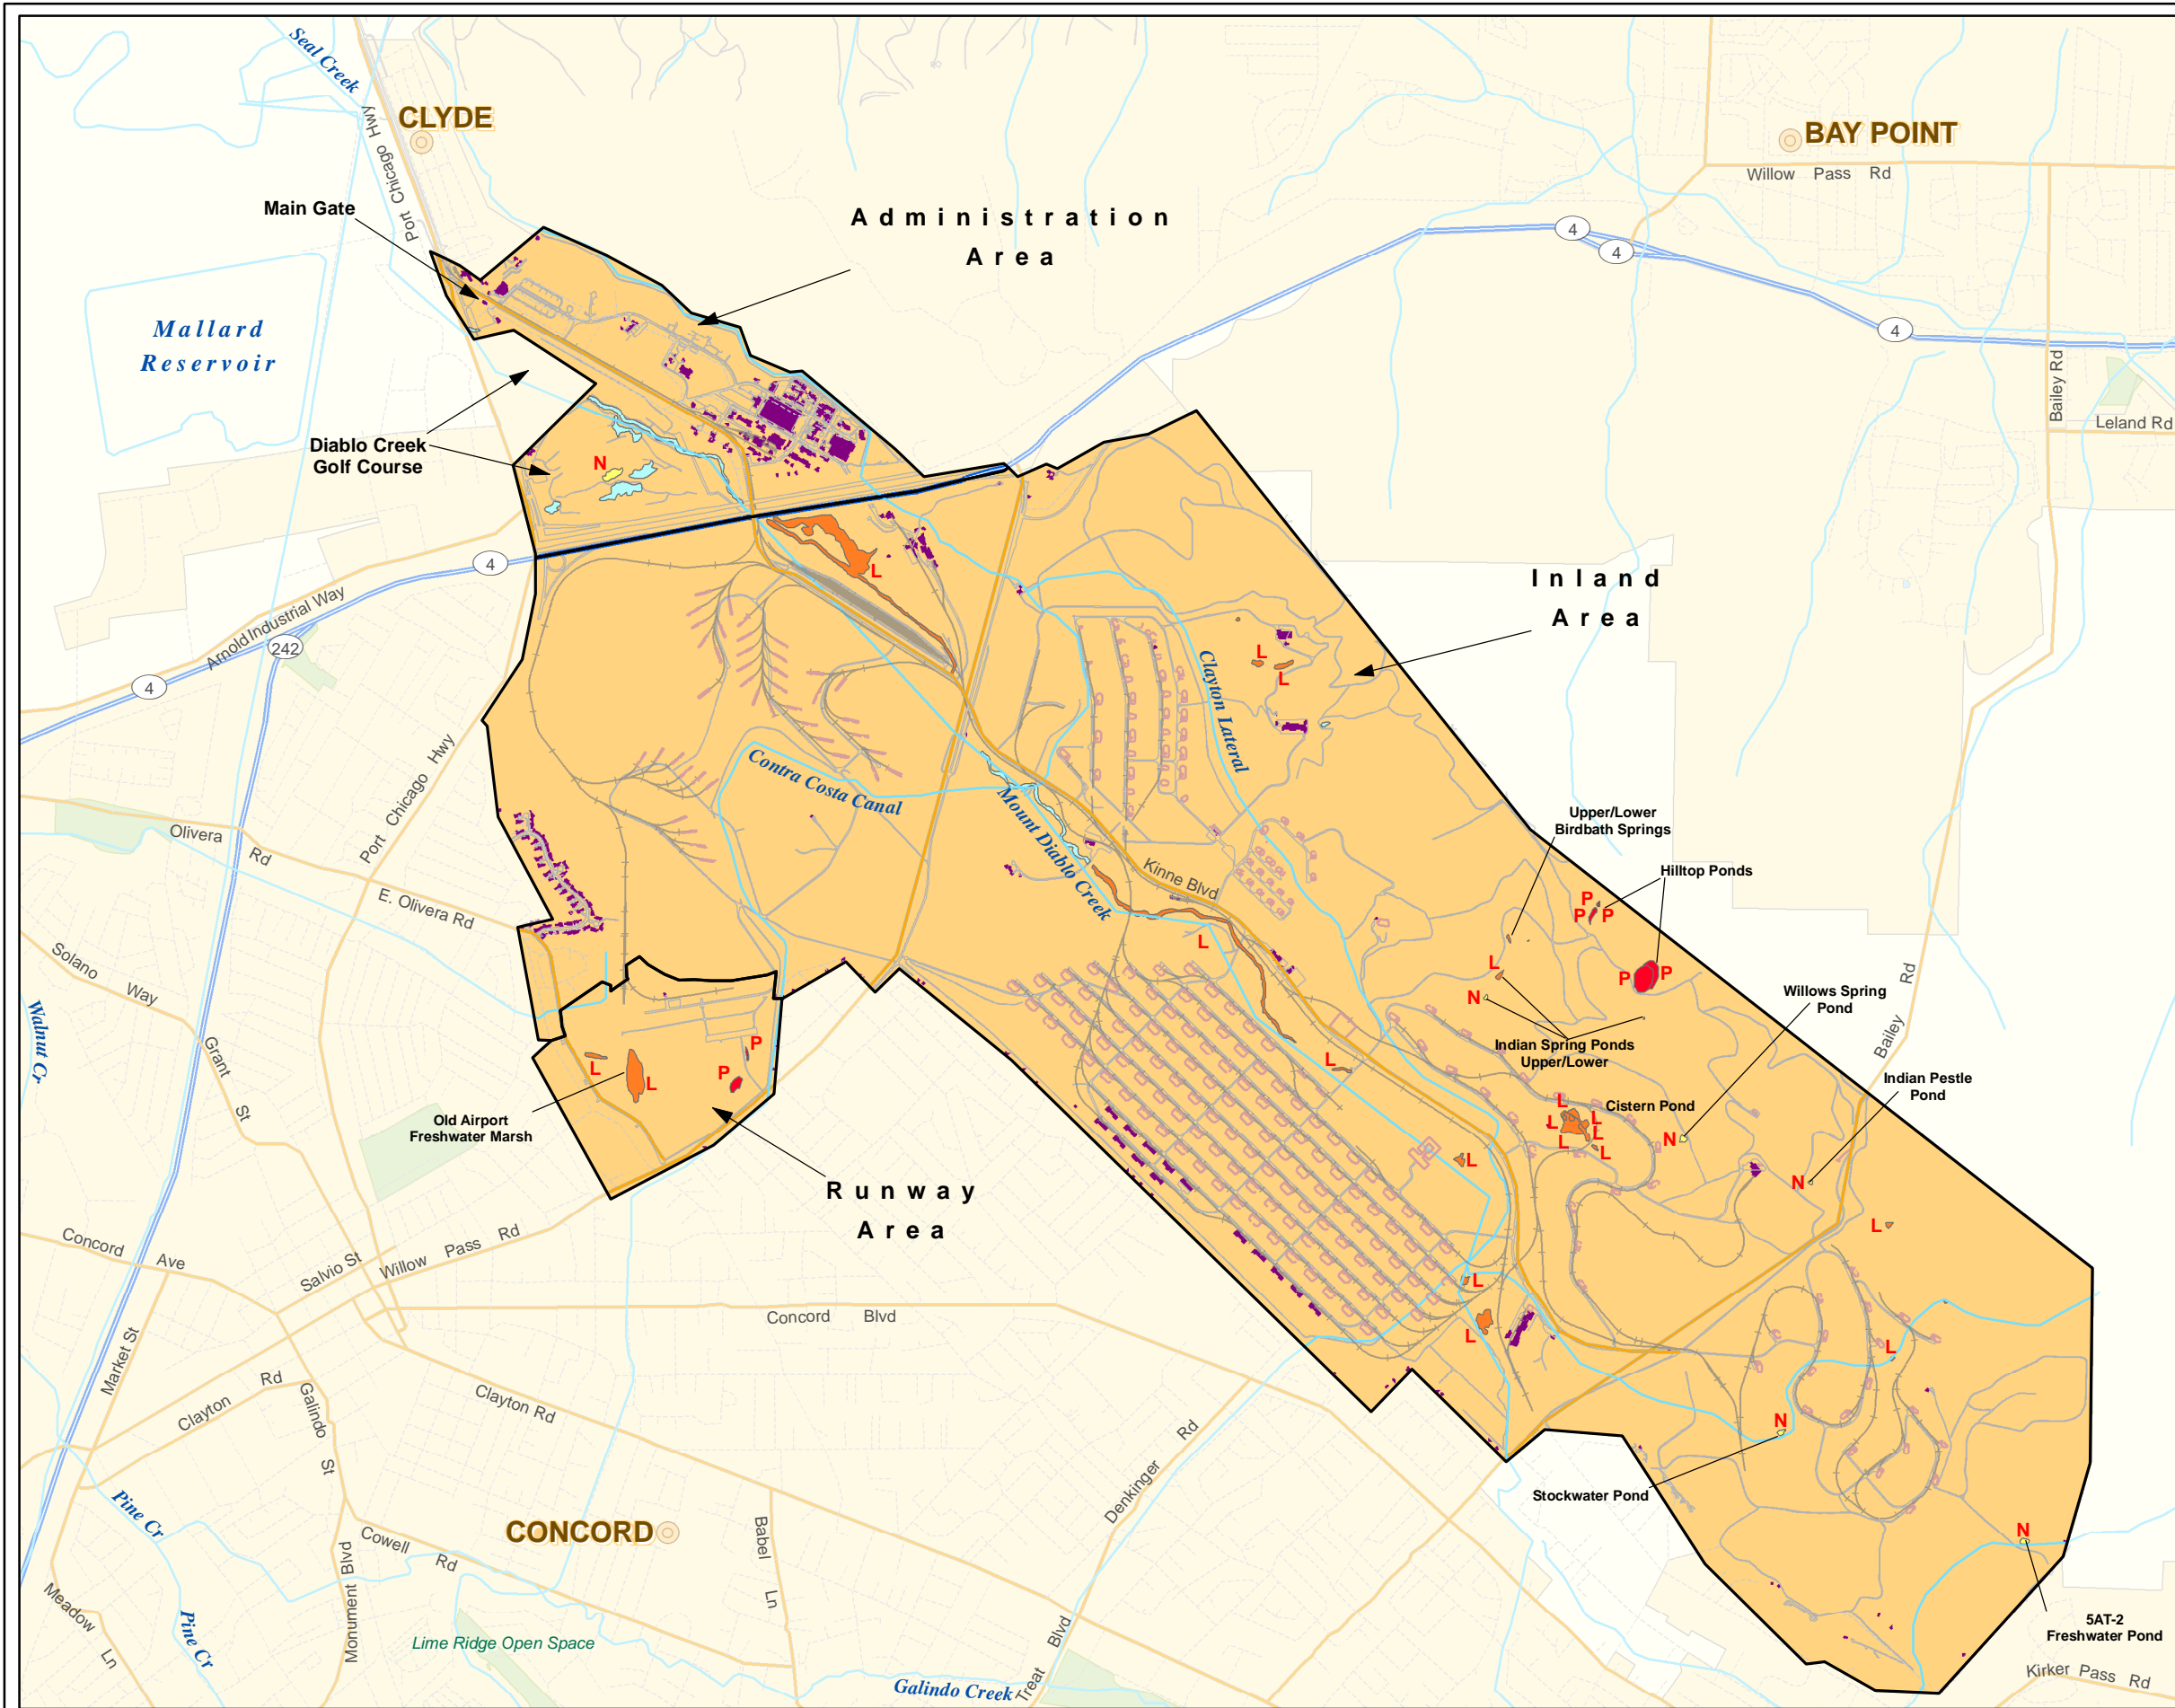 Seal Creek
CLYDE
Port Chicago Hwy
BAY POINT
Willow Pass Rd
Main Gate
Administration
Area
4
4
4
Mallard
Reservoir
Bailey Rd
Leland Rd
Diablo Creek
Golf Course
N
4
L
Inland
Area
Arnold Industrial Way
242
4
L
L
Clayton Lateral
Port Chicago Hwy
Contra Costa Canal
Mount Diablo Creek
Olivera Rd
E. Olivera Rd
Kinne Blvd
Upper/Lower
Birdbath Springs
Hilltop Ponds
P
P P
L
L
P P
N
Willows Spring
Pond
Solano Way
Walnut Cr
Grant St
Bailey Rd
Indian Spring Ponds
Upper/Lower
P
L
L
P
L
Indian Pestle
Pond
Old Airport
Freshwater Marsh
Cistern Pond
L
L
L
L
L
L
N
L
N
Runway
Area
L
Concord Ave
Salvio St
Willow Pass Rd
L
Concord Blvd
L
L
Market St
Clayton Rd
Galindo St
Clayton Rd
N
Denkinger Rd
Stockwater Pond
Pine Cr
CONCORD
Babel Ln
Cowell Rd
Monument Blvd
N
Meadow Ln
Pine Cr
Lime Ridge Open Space
Treat Blvd
5AT-2
Freshwater Pond
Galindo Creek
Kirker Pass Rd